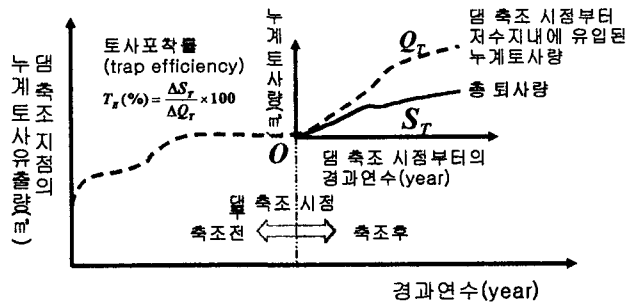 댐 축조 지점의
누계토사유출량(㎥)
토사포착률
(trap efficiency)
T_E(%) = ΔS_T / ΔQ_T × 100
누계토사량(㎥)
Q_T
댐 축조 시점부터
저수지내에 유입된
누계토사량
총 퇴사량
S_T
O
댐 축조 시점부터의
경과연수(year)
댐 축조 시점
축조전
축조후
경과연수(year)